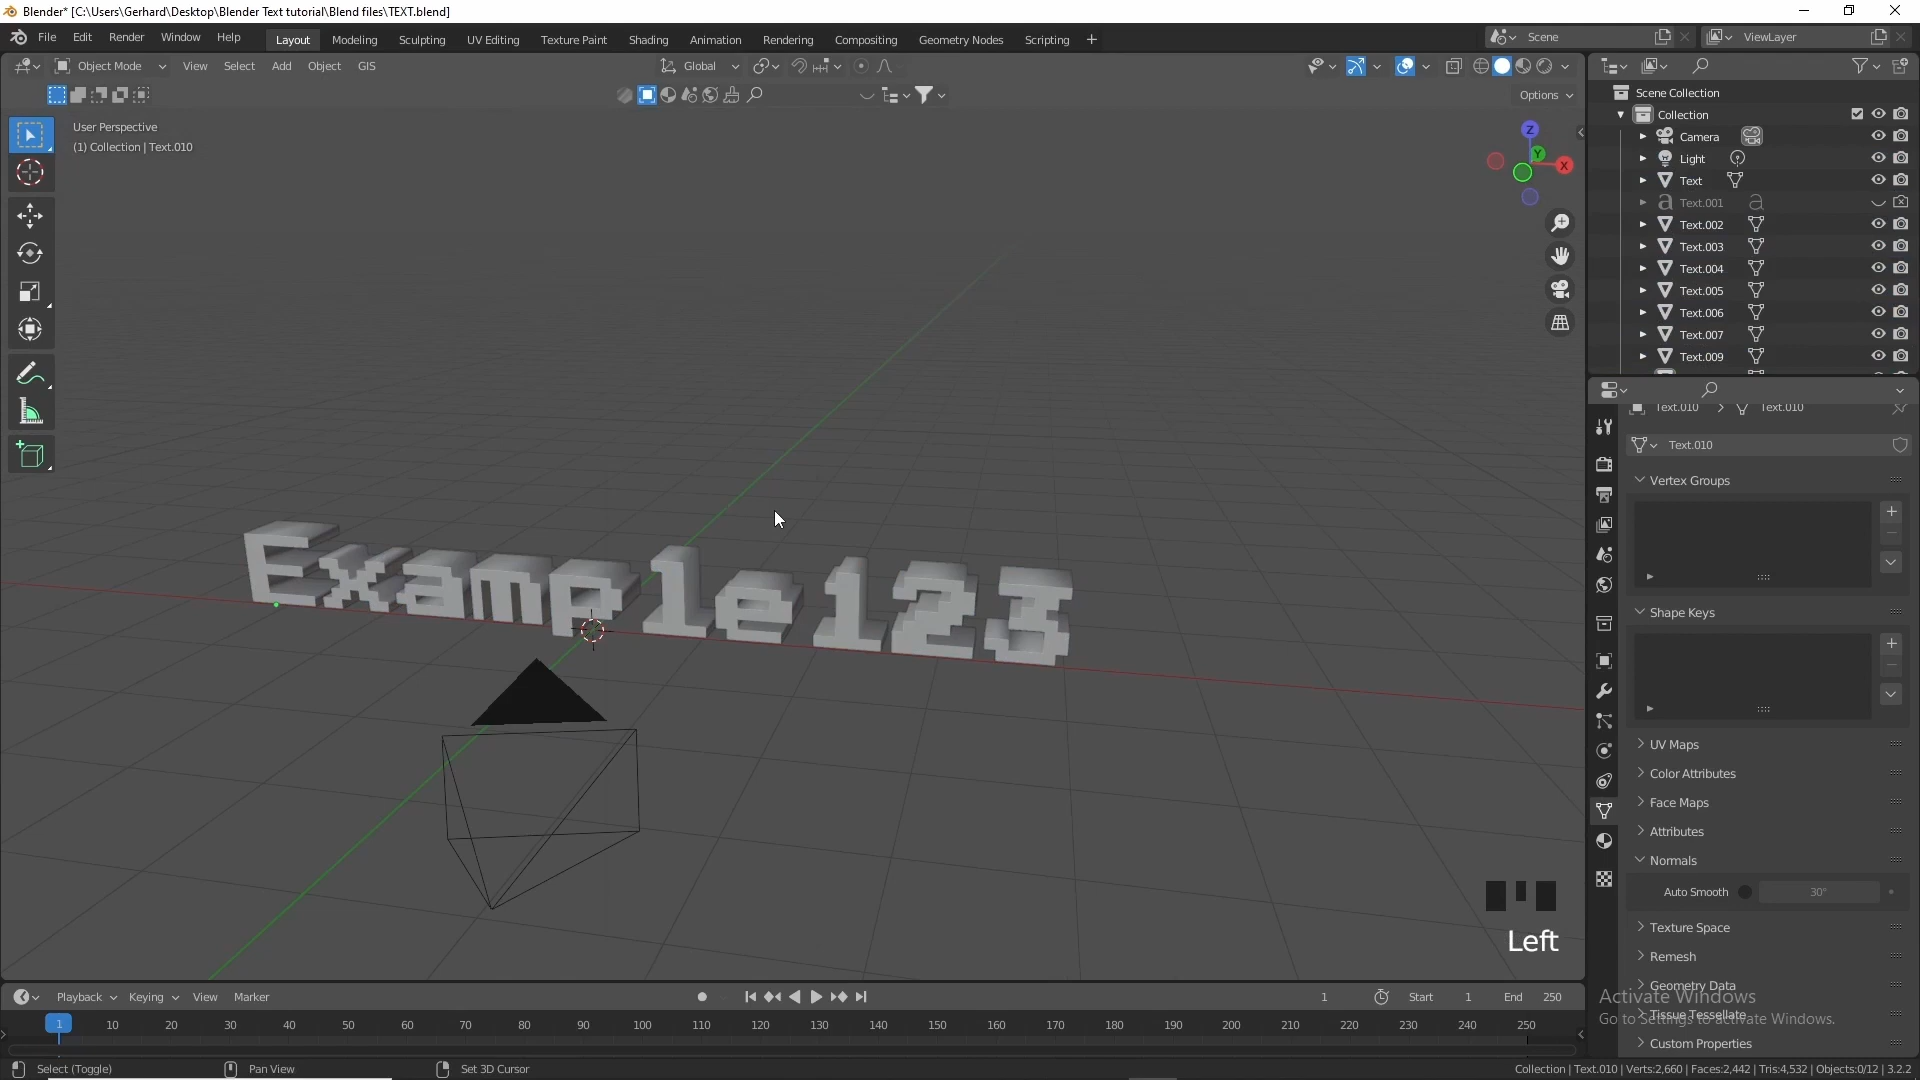 Blender* [C:\Users\Gerhard\Desktop\Blender Text tutorial\Blend files\TEXT.blend]
File Edit Render Window Help Layout Modeling Sculpting UV Editing Texture Paint Shading Animation Rendering Compositing Geometry Nodes Scripting + Scene ViewLayer
Object Mode View Select Add Object GIS Global
Options
User Perspective
(1) Collection | Text.010
Z
Y
X
Example123
Left
Scene Collection
Collection
Camera
Light
Text
Text.001
Text.002
Text.003
Text.004
Text.005
Text.006
Text.007
Text.009
Text.010 > Text.010
Text.010
Vertex Groups
Shape Keys
UV Maps
Color Attributes
Face Maps
Attributes
Normals
Auto Smooth 30°
Texture Space
Remesh
Geometry Data
Activate Windows
Tissue Tessellate
Go to Settings to activate Windows.
Custom Properties
Playback Keying View Marker 1 Start 1 End 250
1 10 20 30 40 50 60 70 80 90 100 110 120 130 140 150 160 170 180 190 200 210 220 230 240 250
Select (Toggle) Pan View Set 3D Cursor Collection | Text.010 | Verts:2,660 | Faces:2,442 | Tris:4,532 | Objects:0/12 | 3.2.2